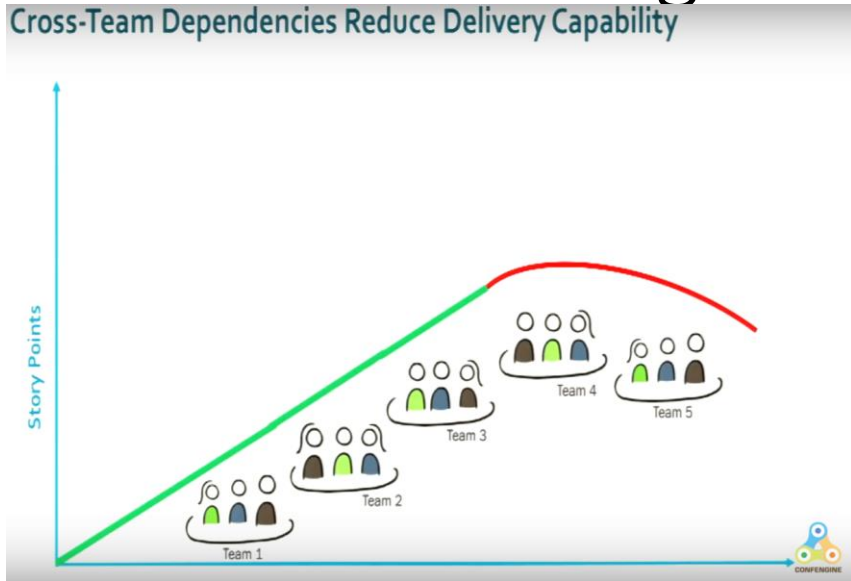 Cross-Team Dependencies Reduce Delivery Capability
Story Points
Team 1
Team 2
Team 3
Team 4
Team 5
CONFENGINE